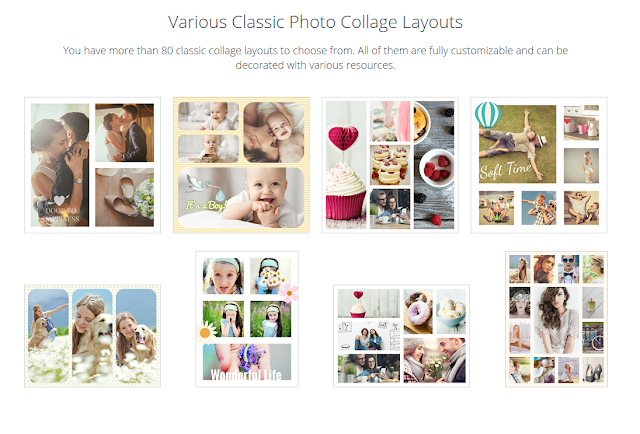 Various Classic Photo Collage Layouts
You have more than 80 classic collage layouts to choose from. All of them are fully customizable and can be
decorated with various resources.
DOOR TO
HAPPINESS
It's a Boy!
Soft Time
Wonderful Life